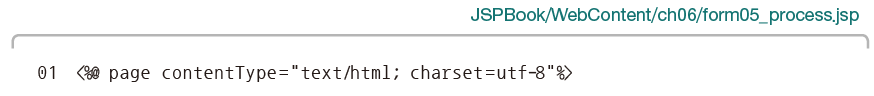 JSPBook/WebContent/ch06/form05_process.jsp
01 <%@ page contentType="text/html; charset=utf-8"%>